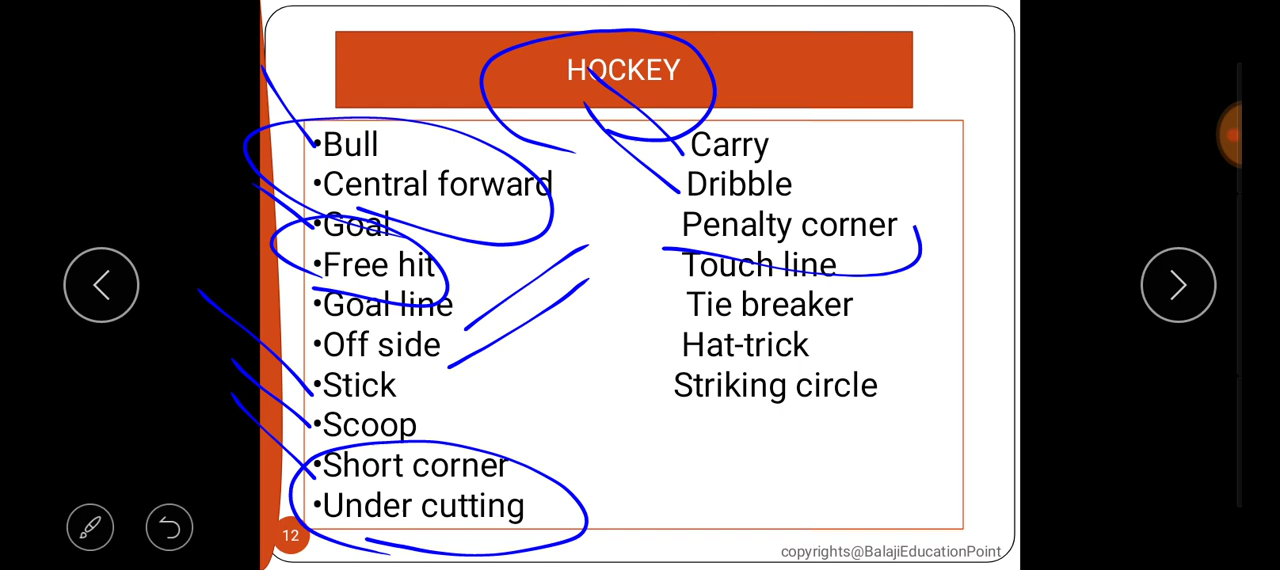 HOCKEY
•Bull
•Central forward
•Goal
•Free hit
•Goal line
•Off side
•Stick
•Scoop
•Short corner
•Under cutting
Carry
Dribble
Penalty corner
Touch line
Tie breaker
Hat-trick
Striking circle
12
copyrights@BalajiEducationPoint